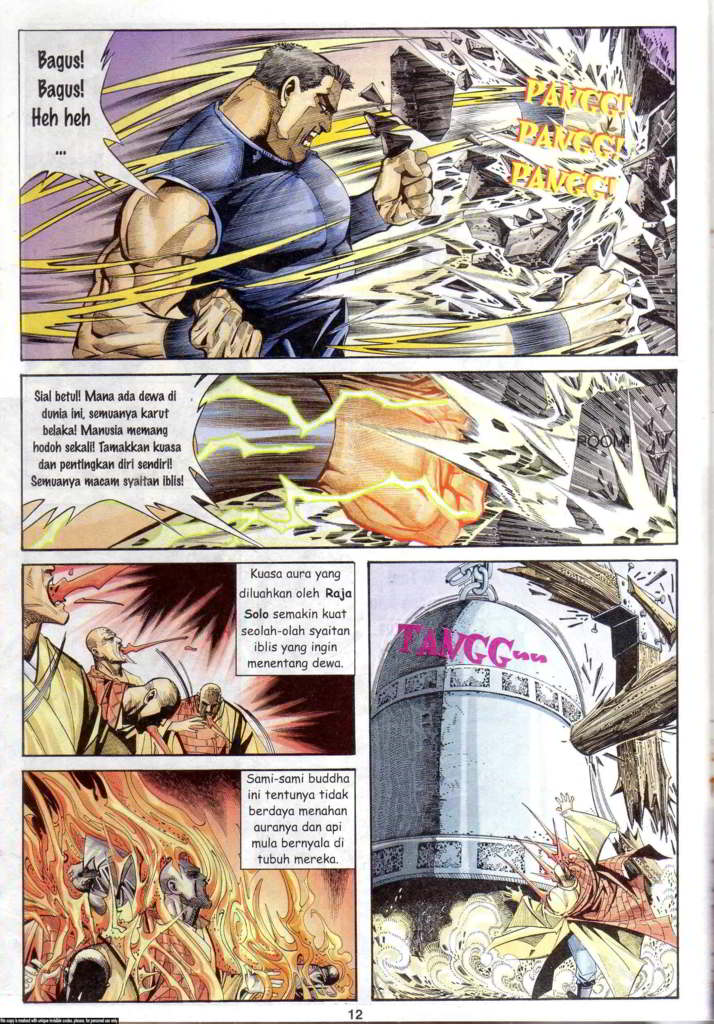 Bagus!
Bagus!
Heh heh
...
PANGG!
PANGG!
PANGG!
Sial betul! Mana ada dewa di
dunia ini, semuanya karut
belaka! Manusia memang
hodoh sekali! Tamakkan kuasa
dan pentingkan diri sendiri!
Semuanya macam syaitan iblis!
POOM!
Kuasa aura yang
diluahkan oleh Raja
Solo semakin kuat
seolah-olah syaitan
iblis yang ingin
menentang dewa.
TANGG~~
Sami-sami buddha
ini tentunya tidak
berdaya menahan
auranya dan api
mula bernyala di
tubuh mereka.
12